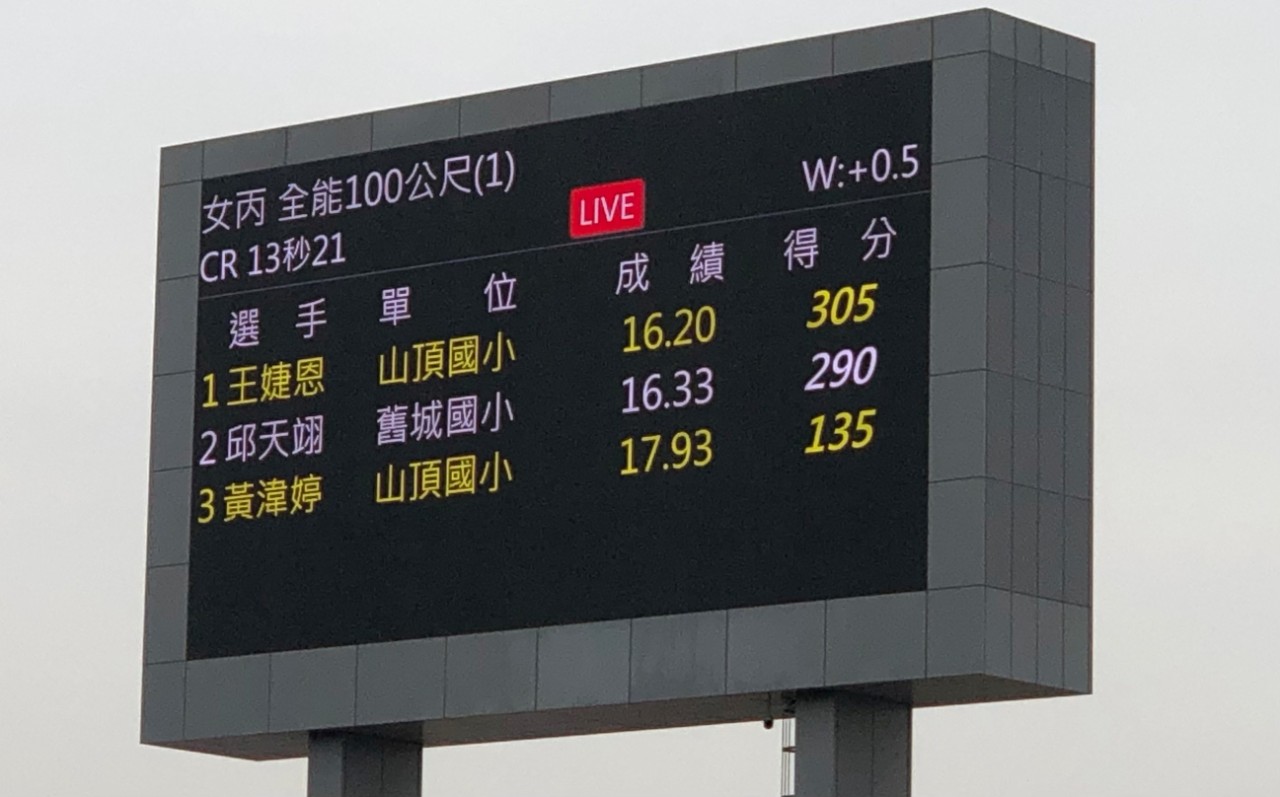 女丙 全能100公尺(1)
W:+0.5
CR 13秒21
LIVE
選手 單位 成績 得分
1 王婕恩 山頂國小 16.20 305
2 邱天翊 舊城國小 16.33 290
3 黃湋婷 山頂國小 17.93 135